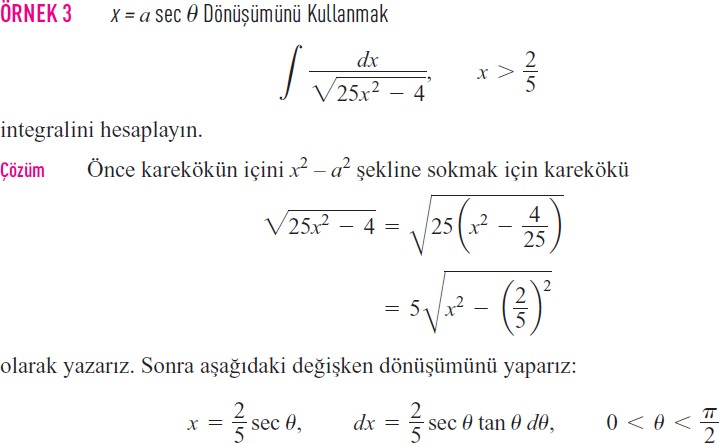 ÖRNEK 3 x = a sec θ Dönüşümünü Kullanmak
∫ dx / √(25x² − 4), x > 2/5
integralini hesaplayın.
Çözüm Önce karekökün içini x² – a² şekline sokmak için karekökü
√(25x² − 4) = √(25(x² − 4/25))
= 5√(x² − (2/5)²)
olarak yazarız. Sonra aşağıdaki değişken dönüşümünü yaparız:
x = 2/5 sec θ, dx = 2/5 sec θ tan θ dθ, 0 < θ < π/2